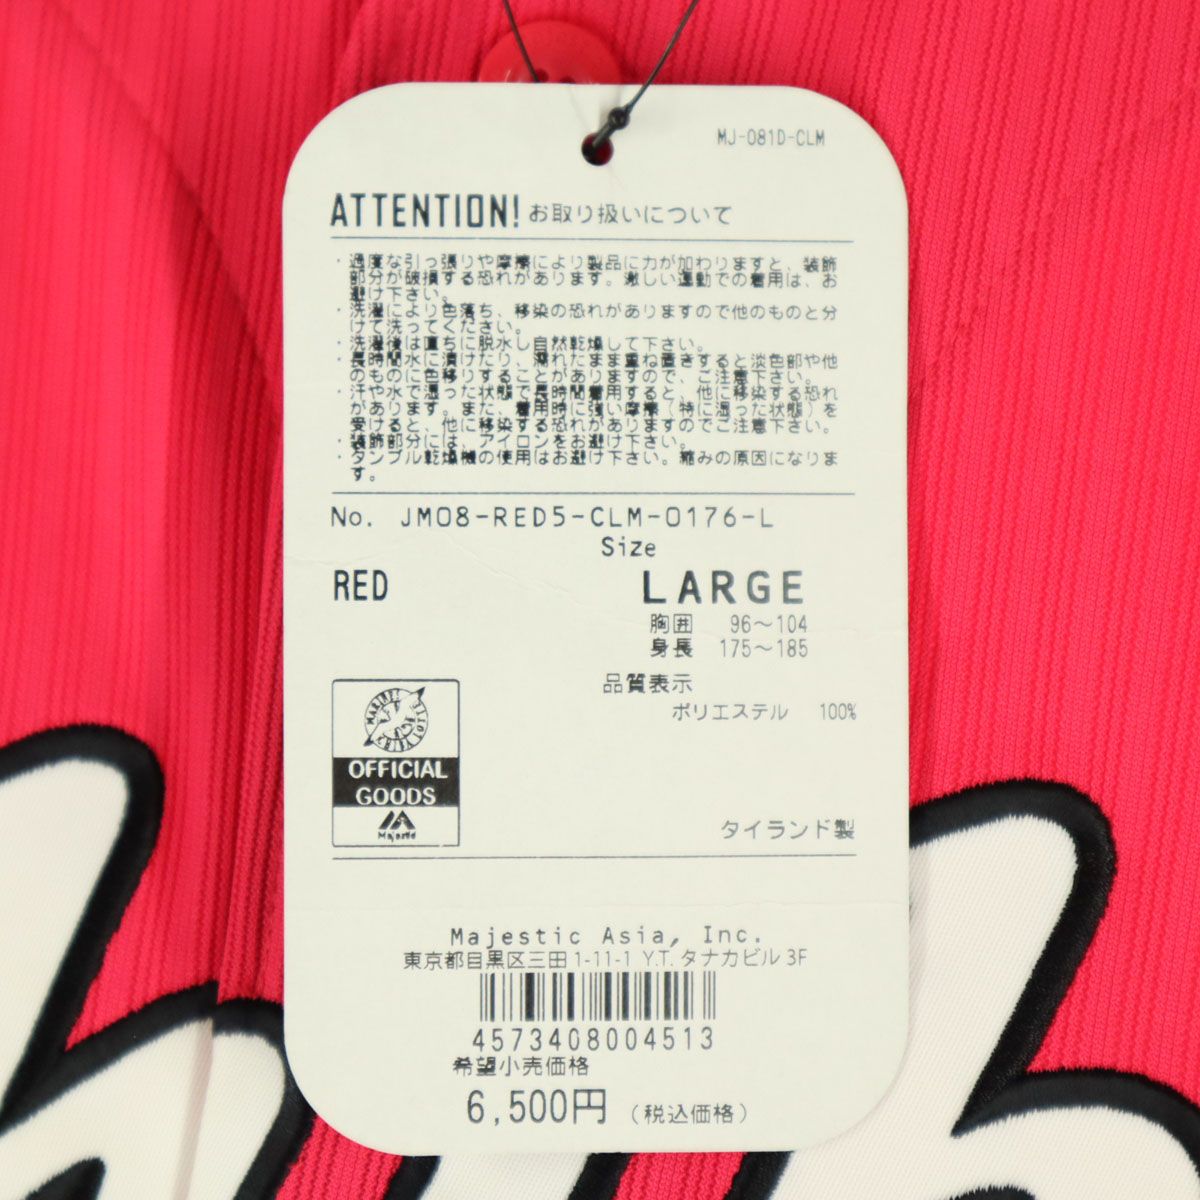 MJ-081D-CLM
ATTENTION! お取り扱いについて
・過度な引っ張りや摩擦により製品に力が加わりますと、装飾
部分が破損する恐れがあります。激しい運動での着用は、お
避け下さい。
・洗濯により色落ち、移染の恐れがありますので他のものと分
けて洗ってください。
・洗濯後は直ちに脱水し自然乾燥して下さい。
・長時間水に漬けたり、濡れたまま重ね置きすると淡色部や他
のものに色移りすることがありますので、ご注意下さい。
・汗や水で湿った状態で長時間着用すると、他に移染する恐れ
があります。また、着用時に強い摩擦(特に湿った状態)を
受けると、他に移染する恐れがありますのでご注意下さい。
・装飾部分には、アイロンをお避け下さい。
・タンブル乾燥機の使用はお避け下さい。縮みの原因になりま
す。
No. JM08-RED5-CLM-0176-L
Size
RED LARGE
胸囲 96～104
身長 175～185
品質表示
ポリエステル 100%
OFFICIAL
GOODS
Majestic
タイランド製
Majestic Asia, Inc.
東京都目黒区三田1-11-1 Y.T.タナカビル3F
4573408004513
希望小売価格
6,500円 (税込価格)